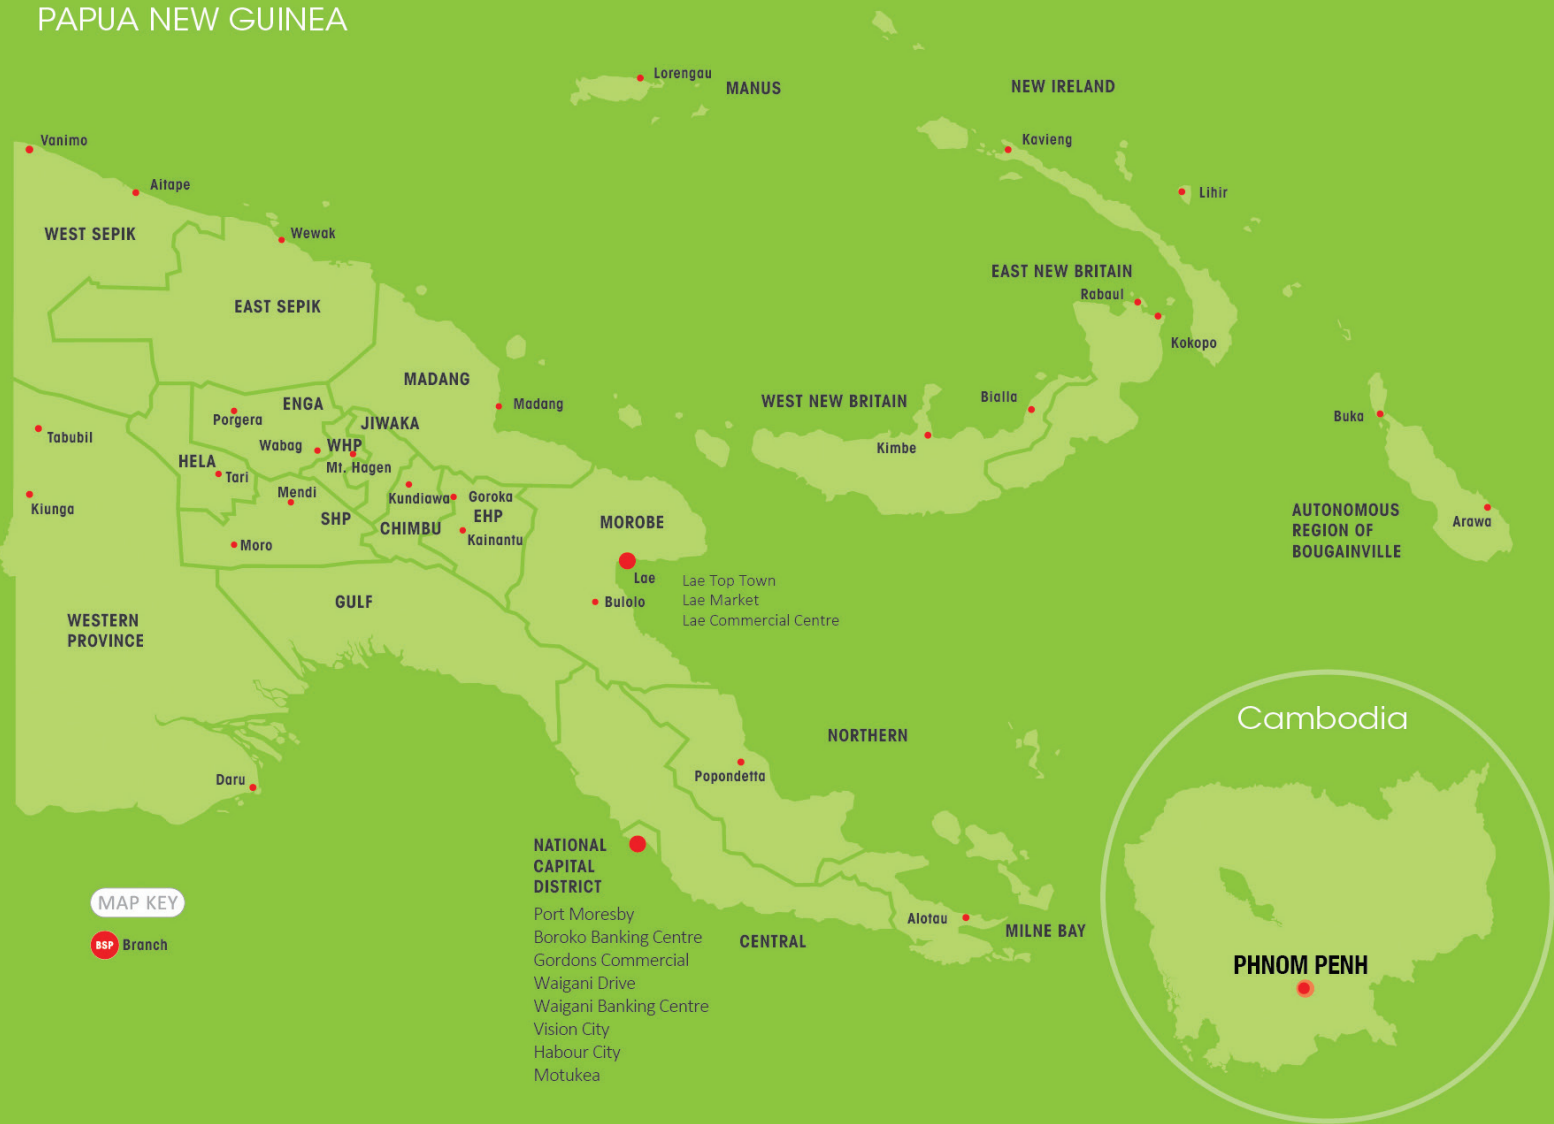 PAPUA NEW GUINEA
Lorengau
MANUS
NEW IRELAND
Kavieng
Lihir
Vanimo
Aitape
WEST SEPIK
Wewak
EAST SEPIK
EAST NEW BRITAIN
Rabaul
Kokopo
MADANG
Madang
ENGA
Porgera
JIWAKA
Wabag
WHP
Mt. Hagen
Tabubil
HELA
Tari
Mendi
Kiunga
SHP
Kundiawa
Goroka
EHP
CHIMBU
Kainantu
Moro
WEST NEW BRITAIN
Bialla
Kimbe
Buka
AUTONOMOUS
REGION OF
BOUGAINVILLE
Arawa
MOROBE
Lae
Bulolo
Lae Top Town
Lae Market
Lae Commercial Centre
GULF
WESTERN
PROVINCE
Daru
NORTHERN
Popondetta
NATIONAL
CAPITAL
DISTRICT
Port Moresby
Boroko Banking Centre
Gordons Commercial
Waigani Drive
Waigani Banking Centre
Vision City
Habour City
Motukea
CENTRAL
Alotau
MILNE BAY
MAP KEY
BSP Branch
Cambodia
PHNOM PENH